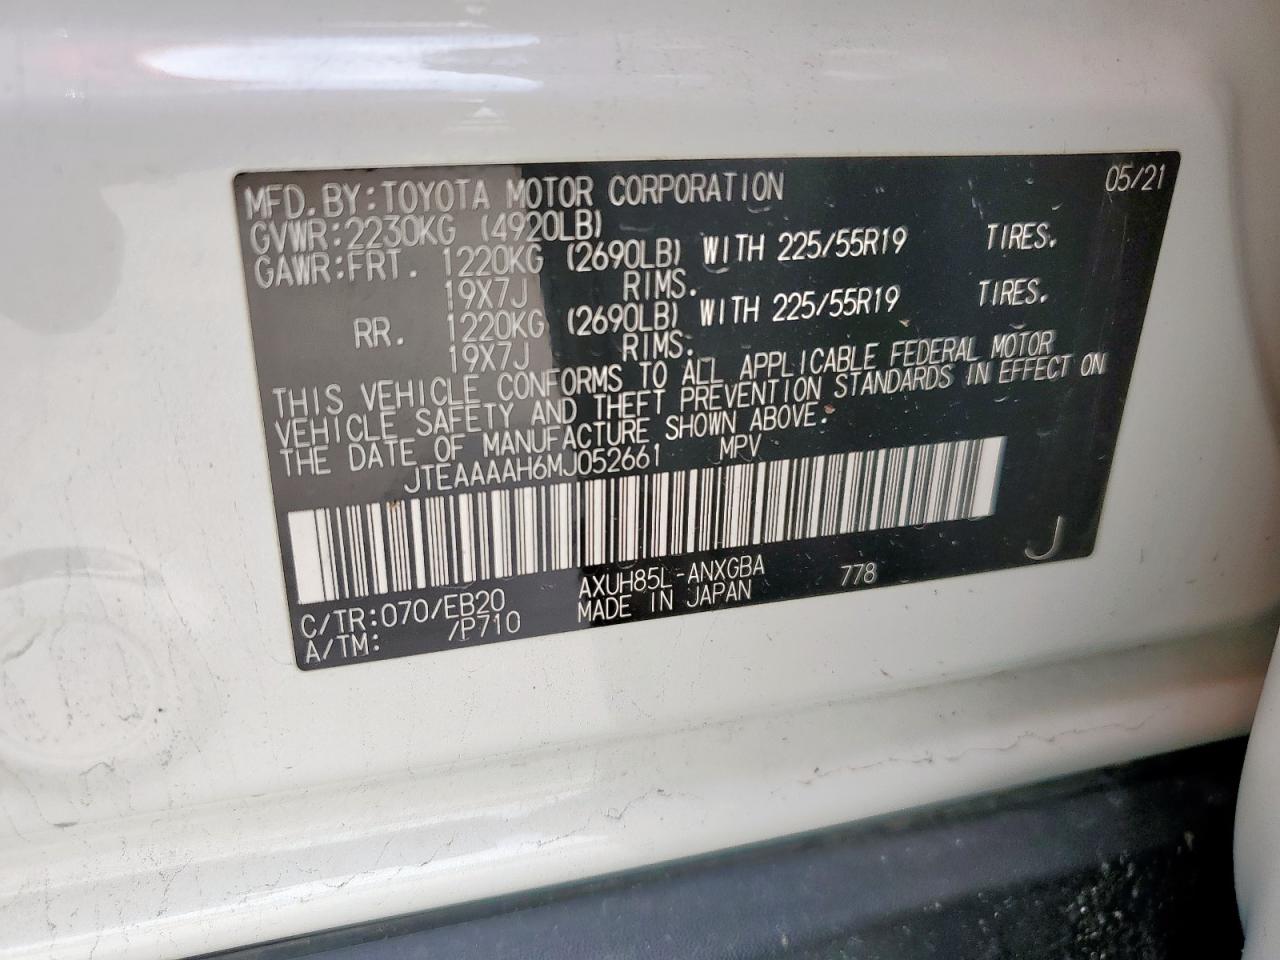 MFD. BY: TOYOTA MOTOR CORPORATION 05/21
GVWR: 2230KG (4920LB)
GAWR: FRT. 1220KG (2690LB) WITH 225/55R19 TIRES.
19X7J RIMS.
RR. 1220KG (2690LB) WITH 225/55R19 TIRES.
19X7J RIMS.
THIS VEHICLE CONFORMS TO ALL APPLICABLE FEDERAL MOTOR
VEHICLE SAFETY AND THEFT PREVENTION STANDARDS IN EFFECT ON
THE DATE OF MANUFACTURE SHOWN ABOVE.
JTEAAAAH6MJ052661 MPV
C/TR: 070/EB20 AXUH85L-ANXGBA 778 J
A/TM: /P710 MADE IN JAPAN